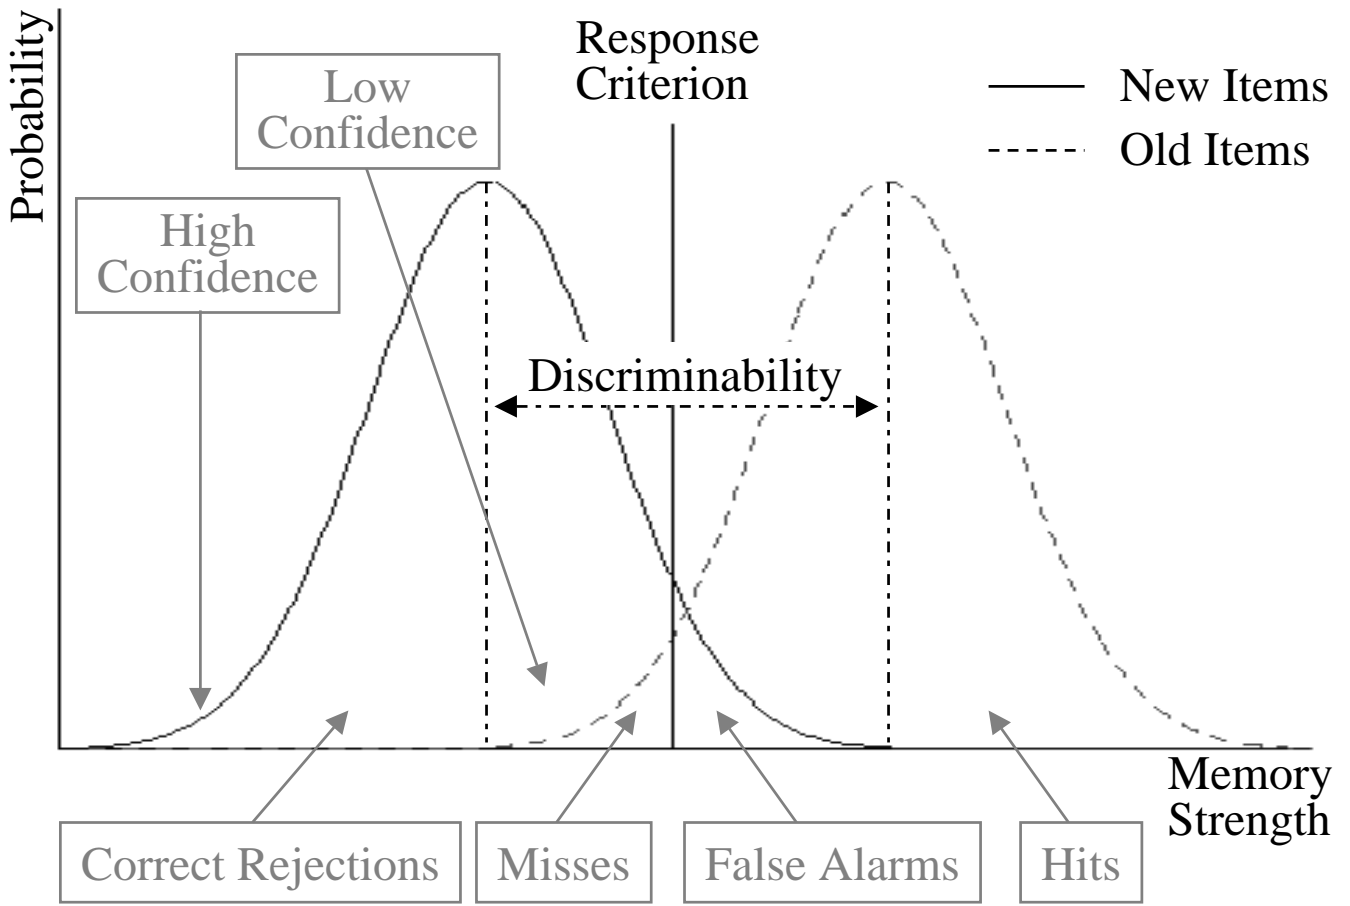 Probability
Response
Criterion
Low
Confidence
New Items
Old Items
High
Confidence
Discriminability
Memory
Strength
Correct Rejections
Misses
False Alarms
Hits